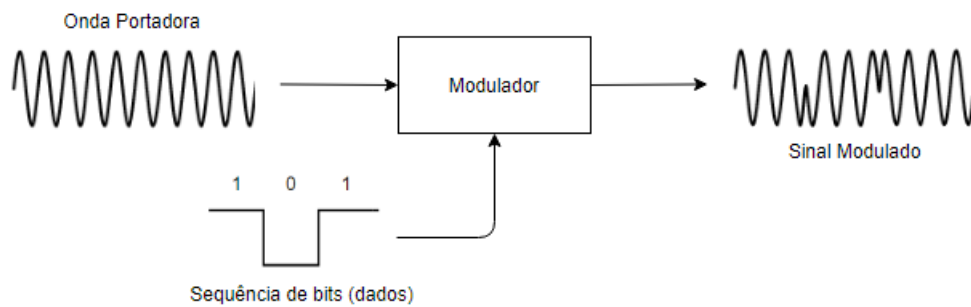 Onda Portadora
Modulador
Sinal Modulado
1 0 1
Sequência de bits (dados)